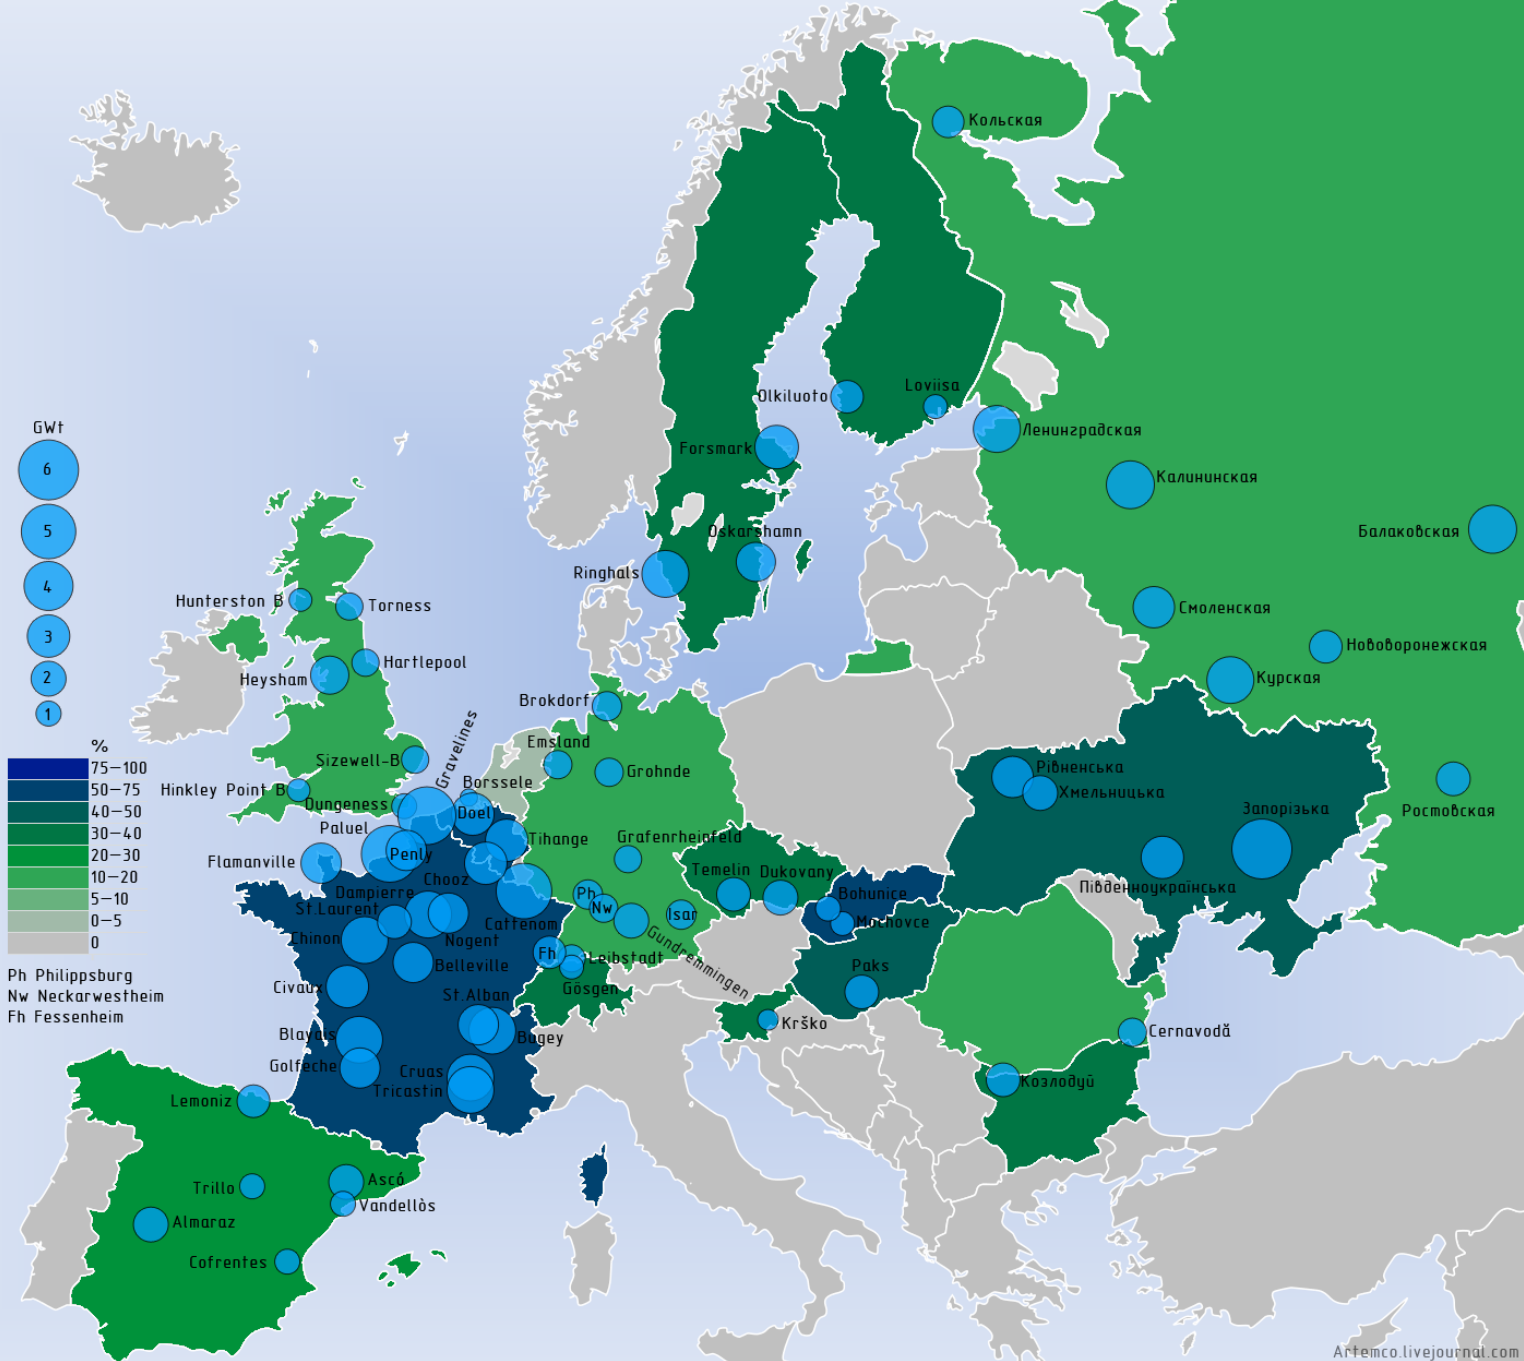 Кольская
Loviisa
Olkiluoto
Ленинградская
GWt
Forsmark
6
Калининская
5
Oskarshamn
Балаковская
Ringhals
4
Hunterston B
Torness
Смоленская
3
Новоборонежская
Hartlepool
Heysham
2
Курская
Brokdorf
1
Gravelines
%
Emsland
Sizewell-B
Grohnde
Рівненська
75—100
Borssele
Хмельницька
50—75
Hinkley Point B
Dungeness
Запорізька
Ростовская
40—50
Doel
Paluel
30—40
Tihange
Grafenrheinfeld
20—30
Penly
Flamanville
Temelin
Dukovany
10—20
Chooz
Південноукраїнська
5—10
Dampierre
Ph
Bohunice
St.Laurent
Nw
Isar
0—5
Cattenom
Mochovce
0
Chinon
Nogent
Gundremmingen
Fh
Leibstadt
Belleville
Paks
Ph Philippsburg
Civaux
Gösgen
Nw Neckarwestheim
St.Alban
Fh Fessenheim
Krško
Cernavodă
Blayais
Bugey
Golfeche
Cruas
Козлодуй
Tricastin
Lemoniz
Ascó
Trillo
Vandellòs
Almaraz
Cofrentes
Artemco.livejournal.com